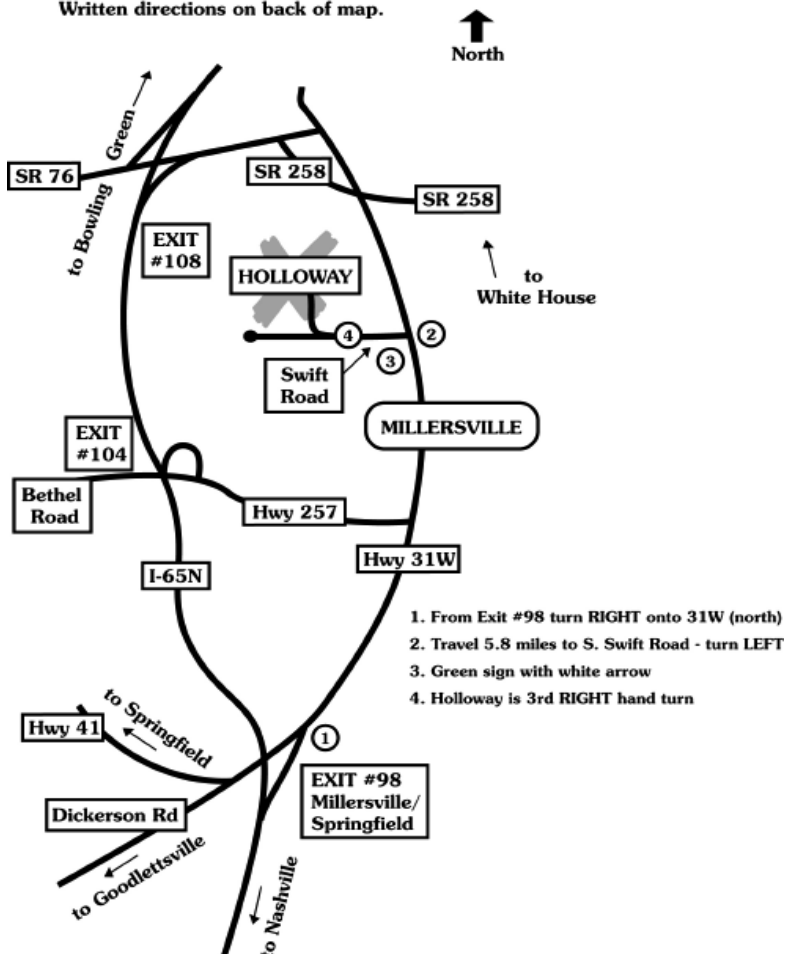 Written directions on back of map.
North
to Bowling Green
SR 76
SR 258
SR 258
EXIT
#108
to
White House
HOLLOWAY
4
2
3
Swift
Road
MILLERSVILLE
EXIT
#104
Bethel
Road
Hwy 257
Hwy 31W
I-65N
1. From Exit #98 turn RIGHT onto 31W (north)
2. Travel 5.8 miles to S. Swift Road - turn LEFT
3. Green sign with white arrow
4. Holloway is 3rd RIGHT hand turn
to Springfield
Hwy 41
1
EXIT #98
Millersville/
Springfield
Dickerson Rd
to Goodlettsville
to Nashville